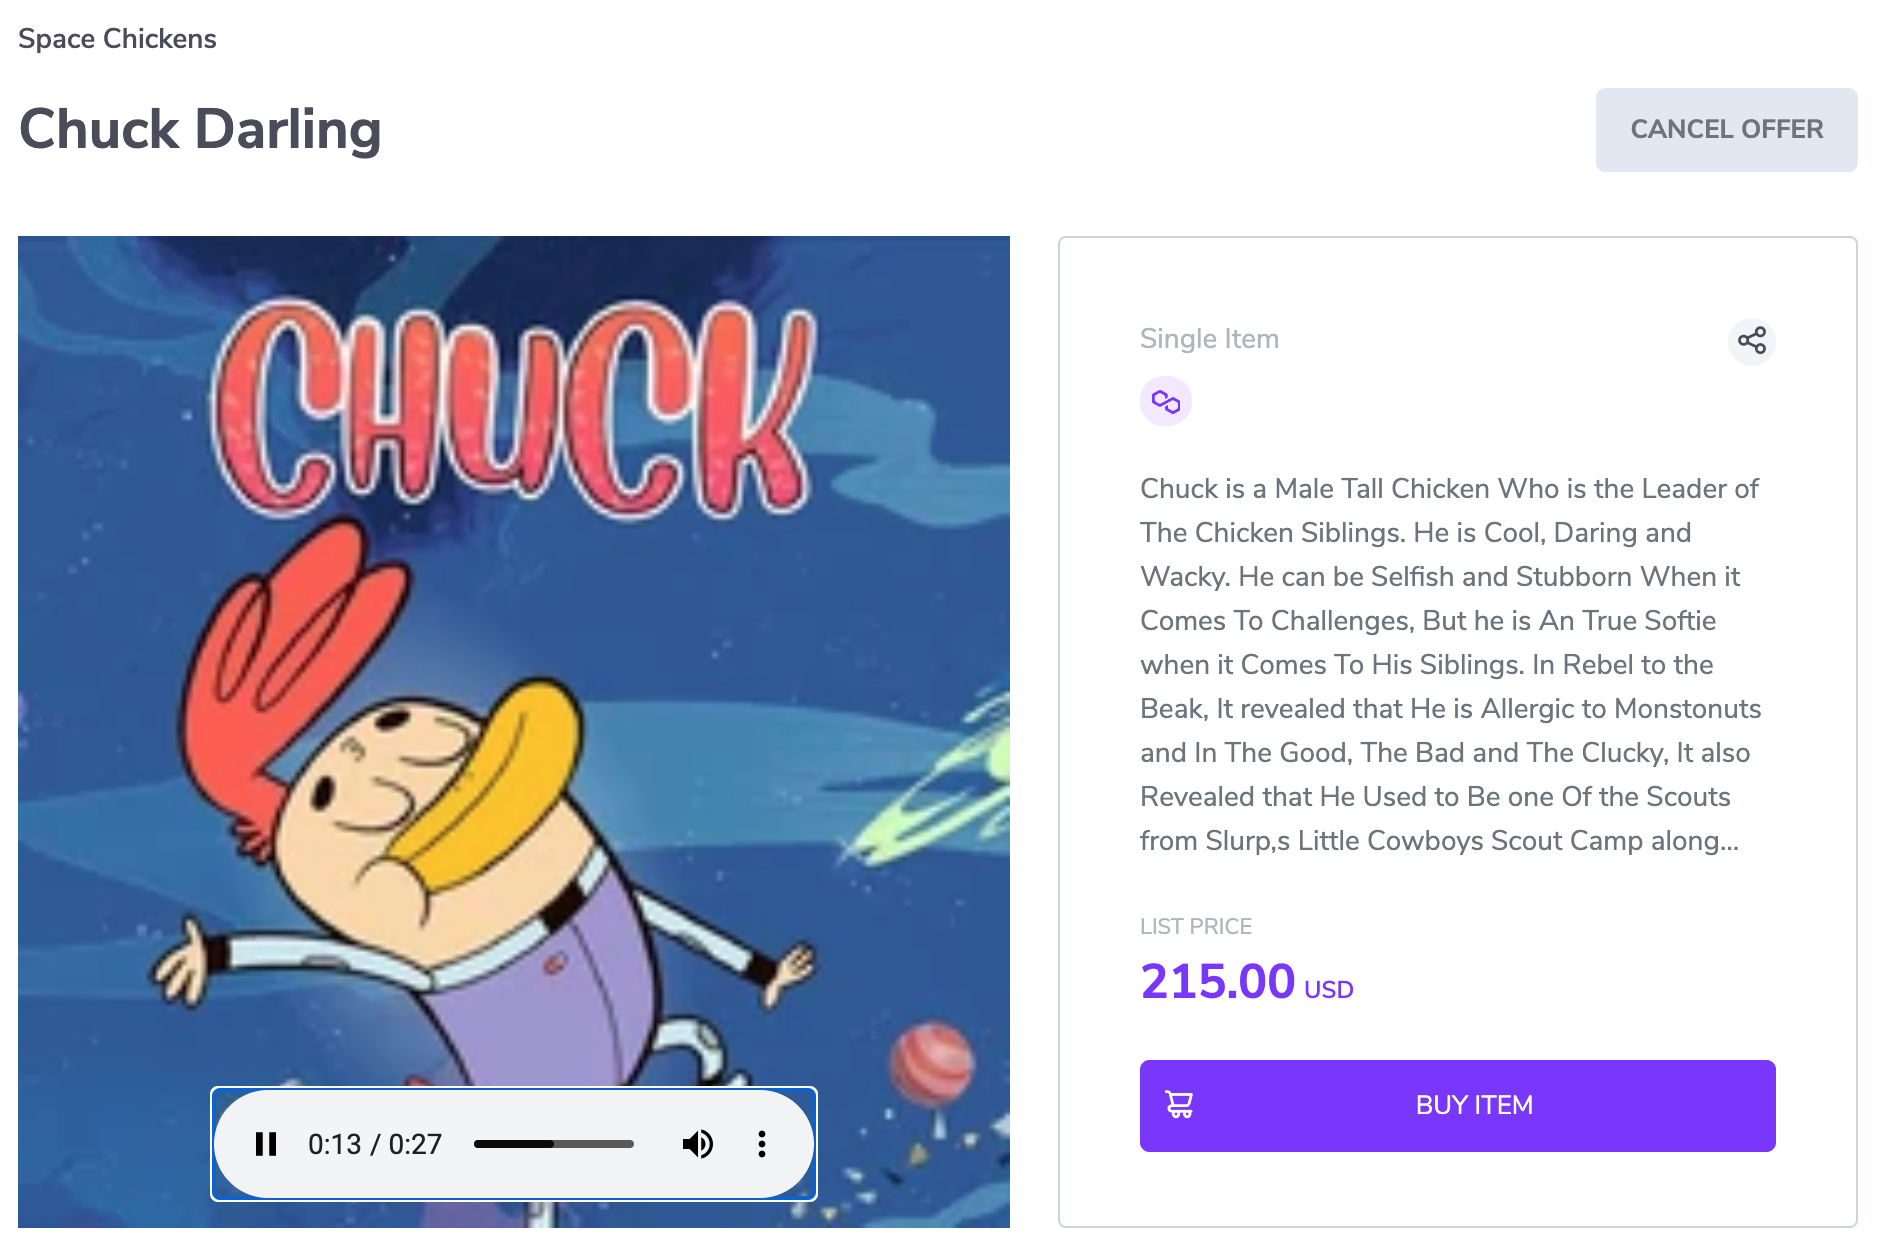 Space Chickens
Chuck Darling
CANCEL OFFER
CHUCK
0:13 / 0:27
Single Item
Chuck is a Male Tall Chicken Who is the Leader of
The Chicken Siblings. He is Cool, Daring and
Wacky. He can be Selfish and Stubborn When it
Comes To Challenges, But he is An True Softie
when it Comes To His Siblings. In Rebel to the
Beak, It revealed that He is Allergic to Monstonuts
and In The Good, The Bad and The Clucky, It also
Revealed that He Used to Be one Of the Scouts
from Slurp,s Little Cowboys Scout Camp along...
LIST PRICE
215.00 USD
BUY ITEM